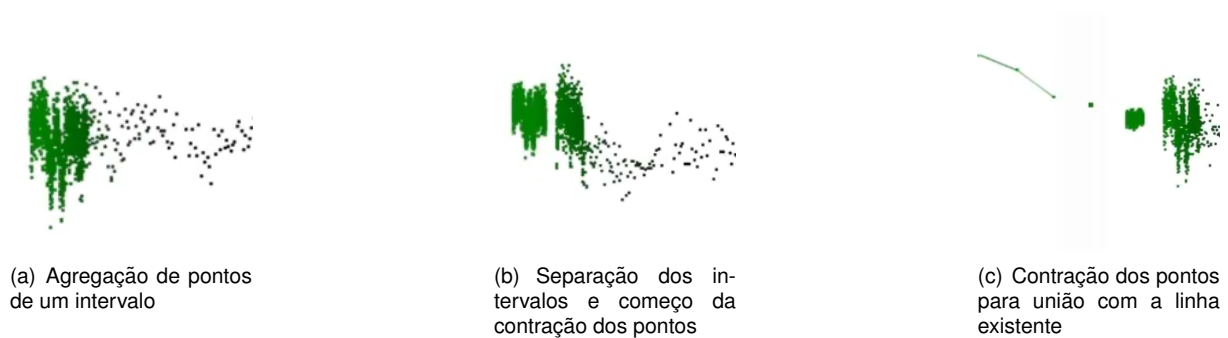 (a) Agregação de pontos
de um intervalo
(b) Separação dos in-
tervalos e começo da
contração dos pontos
(c) Contração dos pontos
para união com a linha
existente